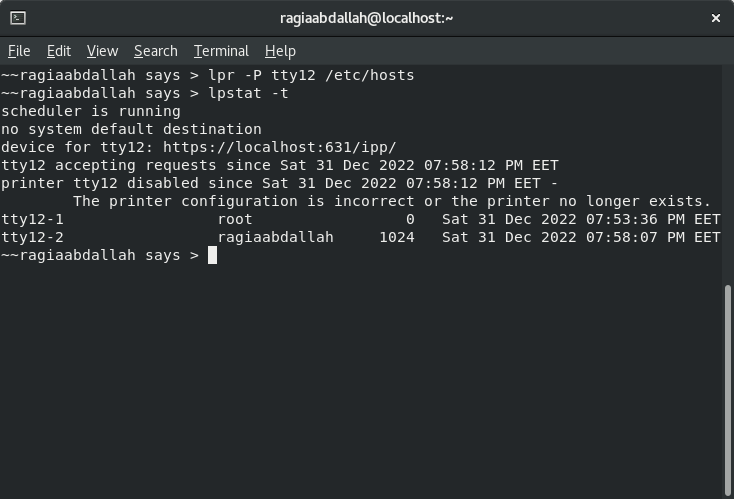 ragiaabdallah@localhost:~
File Edit View Search Terminal Help
~~ragiaabdallah says > lpr -P tty12 /etc/hosts
~~ragiaabdallah says > lpstat -t
scheduler is running
no system default destination
device for tty12: https://localhost:631/ipp/
tty12 accepting requests since Sat 31 Dec 2022 07:58:12 PM EET
printer tty12 disabled since Sat 31 Dec 2022 07:58:12 PM EET -
        The printer configuration is incorrect or the printer no longer exists.
tty12-1                 root                 0   Sat 31 Dec 2022 07:53:36 PM EET
tty12-2                 ragiaabdallah     1024   Sat 31 Dec 2022 07:58:07 PM EET
~~ragiaabdallah says >